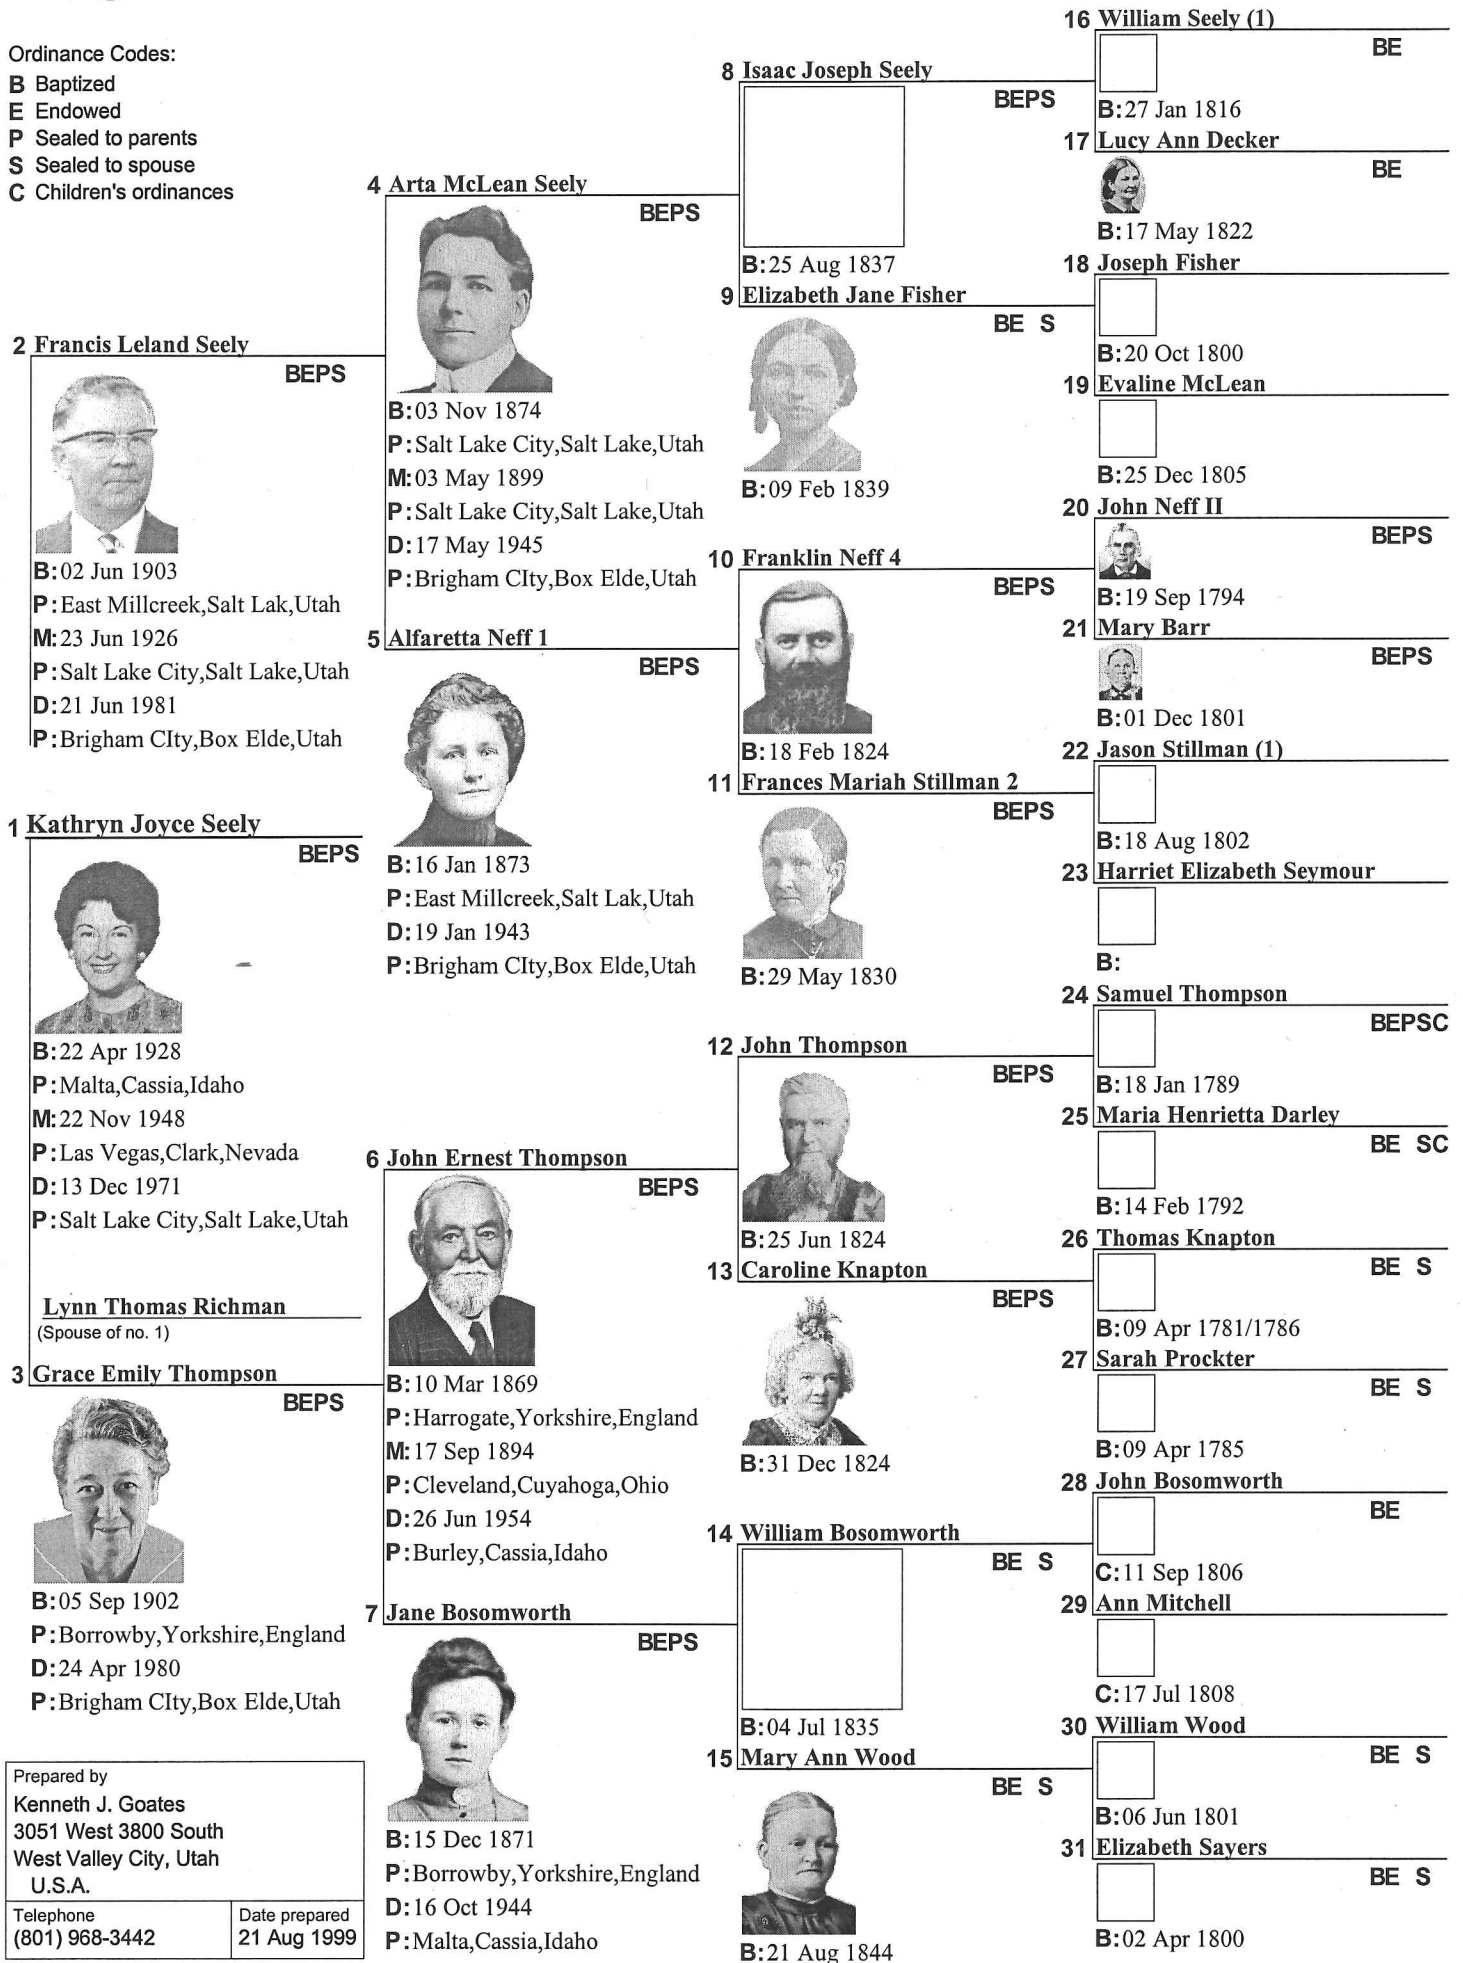 Ordinance Codes:
B Baptized
E Endowed
P Sealed to parents
S Sealed to spouse
C Children's ordinances
2 Francis Leland Seely
BEPS
B: 02 Jun 1903
P: East Millcreek,Salt Lak,Utah
M: 23 Jun 1926
P: Salt Lake City,Salt Lake,Utah
D: 21 Jun 1981
P: Brigham CIty,Box Elde,Utah
1 Kathryn Joyce Seely
BEPS
B: 22 Apr 1928
P: Malta,Cassia,Idaho
M: 22 Nov 1948
P: Las Vegas,Clark,Nevada
D: 13 Dec 1971
P: Salt Lake City,Salt Lake,Utah
Lynn Thomas Richman
(Spouse of no. 1)
3 Grace Emily Thompson
BEPS
B: 05 Sep 1902
P: Borrowby,Yorkshire,England
D: 24 Apr 1980
P: Brigham CIty,Box Elde,Utah
Prepared by
Kenneth J. Goates
3051 West 3800 South
West Valley City, Utah
U.S.A.
Telephone
(801) 968-3442
Date prepared
21 Aug 1999
4 Arta McLean Seely
BEPS
B: 03 Nov 1874
P: Salt Lake City,Salt Lake,Utah
M: 03 May 1899
P: Salt Lake City,Salt Lake,Utah
D: 17 May 1945
P: Brigham CIty,Box Elde,Utah
5 Alfaretta Neff 1
BEPS
B: 16 Jan 1873
P: East Millcreek,Salt Lak,Utah
D: 19 Jan 1943
P: Brigham CIty,Box Elde,Utah
6 John Ernest Thompson
BEPS
B: 10 Mar 1869
P: Harrogate,Yorkshire,England
M: 17 Sep 1894
P: Cleveland,Cuyahoga,Ohio
D: 26 Jun 1954
P: Burley,Cassia,Idaho
7 Jane Bosomworth
BEPS
B: 15 Dec 1871
P: Borrowby,Yorkshire,England
D: 16 Oct 1944
P: Malta,Cassia,Idaho
8 Isaac Joseph Seely
BEPS
B: 25 Aug 1837
9 Elizabeth Jane Fisher
BE S
B: 09 Feb 1839
10 Franklin Neff 4
BEPS
B: 18 Feb 1824
11 Frances Mariah Stillman 2
BEPS
B: 29 May 1830
12 John Thompson
BEPS
B: 25 Jun 1824
13 Caroline Knapton
BEPS
B: 31 Dec 1824
14 William Bosomworth
BE S
B: 04 Jul 1835
15 Mary Ann Wood
BE S
B: 21 Aug 1844
16 William Seely (1)
BE
B: 27 Jan 1816
17 Lucy Ann Decker
BE
B: 17 May 1822
18 Joseph Fisher
B: 20 Oct 1800
19 Evaline McLean
B: 25 Dec 1805
20 John Neff II
BEPS
B: 19 Sep 1794
21 Mary Barr
BEPS
B: 01 Dec 1801
22 Jason Stillman (1)
B: 18 Aug 1802
23 Harriet Elizabeth Seymour
B:
24 Samuel Thompson
BEPSC
B: 18 Jan 1789
25 Maria Henrietta Darley
BE SC
B: 14 Feb 1792
26 Thomas Knapton
BE S
B: 09 Apr 1781/1786
27 Sarah Prockter
BE S
B: 09 Apr 1785
28 John Bosomworth
BE
C: 11 Sep 1806
29 Ann Mitchell
C: 17 Jul 1808
30 William Wood
BE S
B: 06 Jun 1801
31 Elizabeth Sayers
BE S
B: 02 Apr 1800